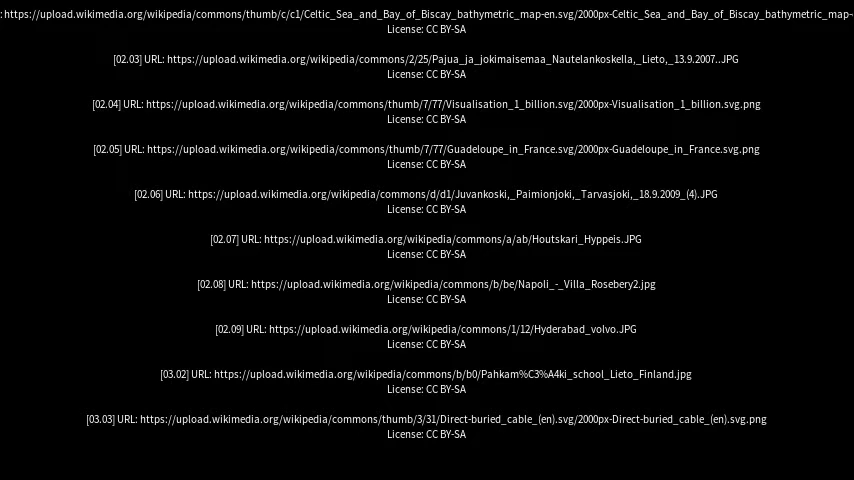 : https://upload.wikimedia.org/wikipedia/commons/thumb/c/c1/Celtic_Sea_and_Bay_of_Biscay_bathymetric_map-en.svg/2000px-Celtic_Sea_and_Bay_of_Biscay_bathymetric_map-
License: CC BY-SA
[02.03] URL: https://upload.wikimedia.org/wikipedia/commons/2/25/Pajua_ja_jokimaisemaa_Nautelankoskella,_Lieto,_13.9.2007..JPG
License: CC BY-SA
[02.04] URL: https://upload.wikimedia.org/wikipedia/commons/thumb/7/77/Visualisation_1_billion.svg/2000px-Visualisation_1_billion.svg.png
License: CC BY-SA
[02.05] URL: https://upload.wikimedia.org/wikipedia/commons/thumb/7/77/Guadeloupe_in_France.svg/2000px-Guadeloupe_in_France.svg.png
License: CC BY-SA
[02.06] URL: https://upload.wikimedia.org/wikipedia/commons/d/d1/Juvankoski,_Paimionjoki,_Tarvasjoki,_18.9.2009_(4).JPG
License: CC BY-SA
[02.07] URL: https://upload.wikimedia.org/wikipedia/commons/a/ab/Houtskari_Hyppeis.JPG
License: CC BY-SA
[02.08] URL: https://upload.wikimedia.org/wikipedia/commons/b/be/Napoli_-_Villa_Rosebery2.jpg
License: CC BY-SA
[02.09] URL: https://upload.wikimedia.org/wikipedia/commons/1/12/Hyderabad_volvo.JPG
License: CC BY-SA
[03.02] URL: https://upload.wikimedia.org/wikipedia/commons/b/b0/Pahkam%C3%A4ki_school_Lieto_Finland.jpg
License: CC BY-SA
[03.03] URL: https://upload.wikimedia.org/wikipedia/commons/thumb/3/31/Direct-buried_cable_(en).svg/2000px-Direct-buried_cable_(en).svg.png
License: CC BY-SA